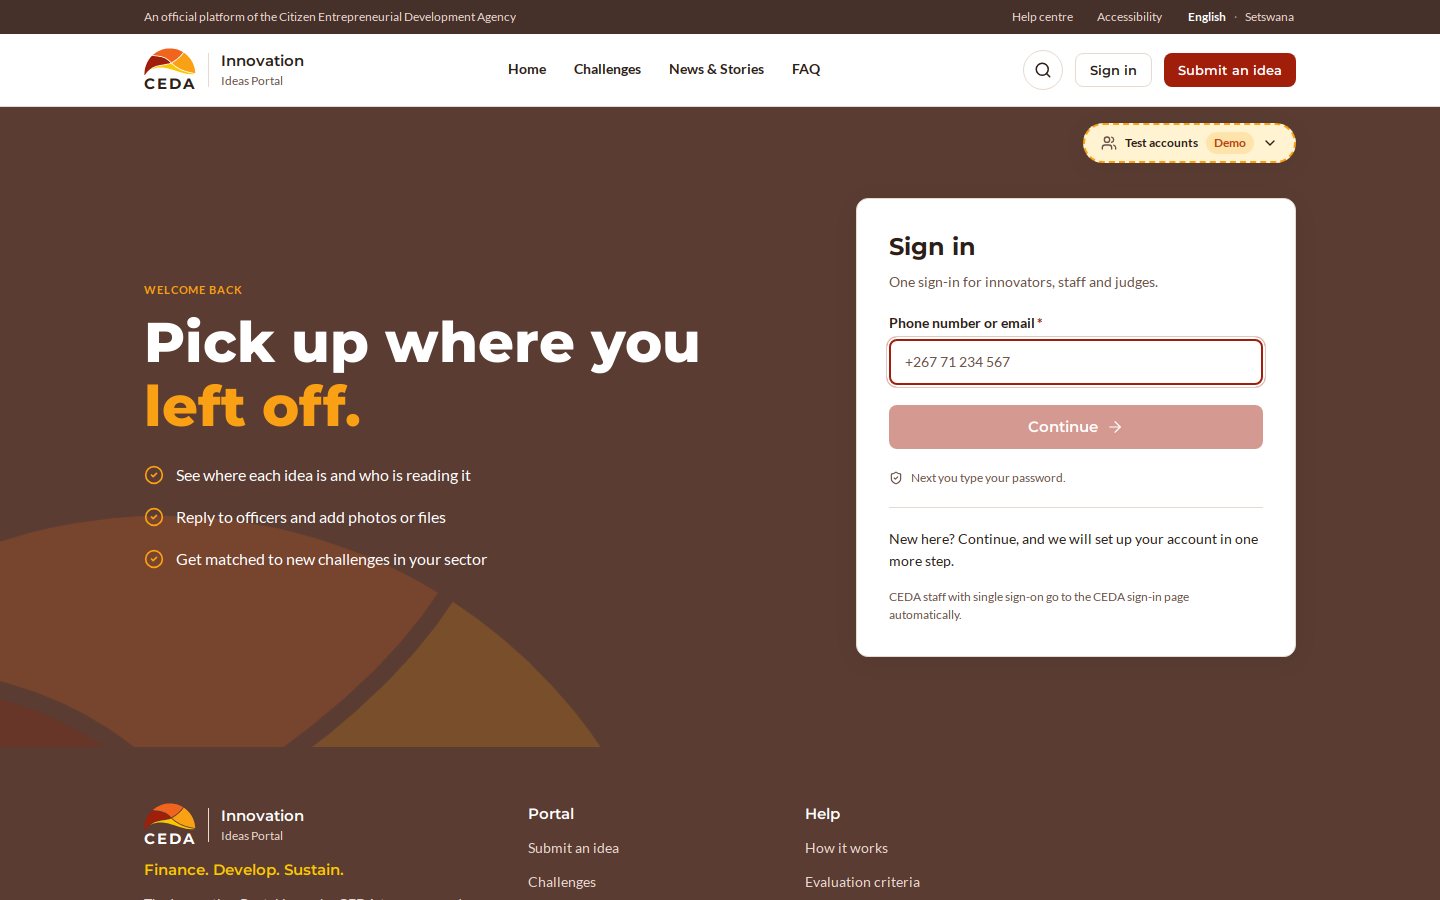 An official platform of the Citizen Entrepreneurial Development Agency
Help centre
Accessibility
English · Setswana
CEDA
Innovation
Ideas Portal
Home
Challenges
News & Stories
FAQ
Sign in
Submit an idea
Test accounts
Demo
WELCOME BACK
Pick up where you
left off.
See where each idea is and who is reading it
Reply to officers and add photos or files
Get matched to new challenges in your sector
Sign in
One sign-in for innovators, staff and judges.
Phone number or email *
+267 71 234 567
Continue
Next you type your password.
New here? Continue, and we will set up your account in one
more step.
CEDA staff with single sign-on go to the CEDA sign-in page
automatically.
CEDA
Innovation
Ideas Portal
Finance. Develop. Sustain.
Portal
Submit an idea
Challenges
Help
How it works
Evaluation criteria